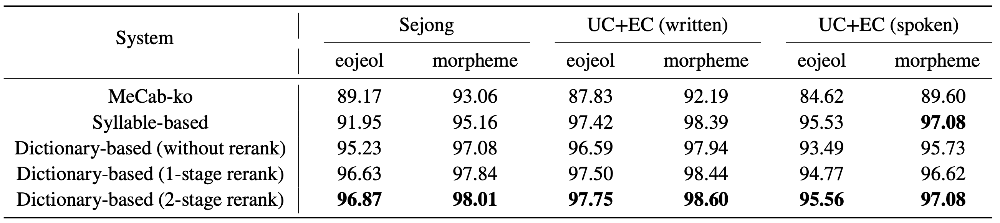 System Sejong UC+EC (written) UC+EC (spoken)
eojeol morpheme eojeol morpheme eojeol morpheme
MeCab-ko 89.17 93.06 87.83 92.19 84.62 89.60
Syllable-based 91.95 95.16 97.42 98.39 95.53 97.08
Dictionary-based (without rerank) 95.23 97.08 96.59 97.94 93.49 95.73
Dictionary-based (1-stage rerank) 96.63 97.84 97.50 98.44 94.77 96.62
Dictionary-based (2-stage rerank) 96.87 98.01 97.75 98.60 95.56 97.08